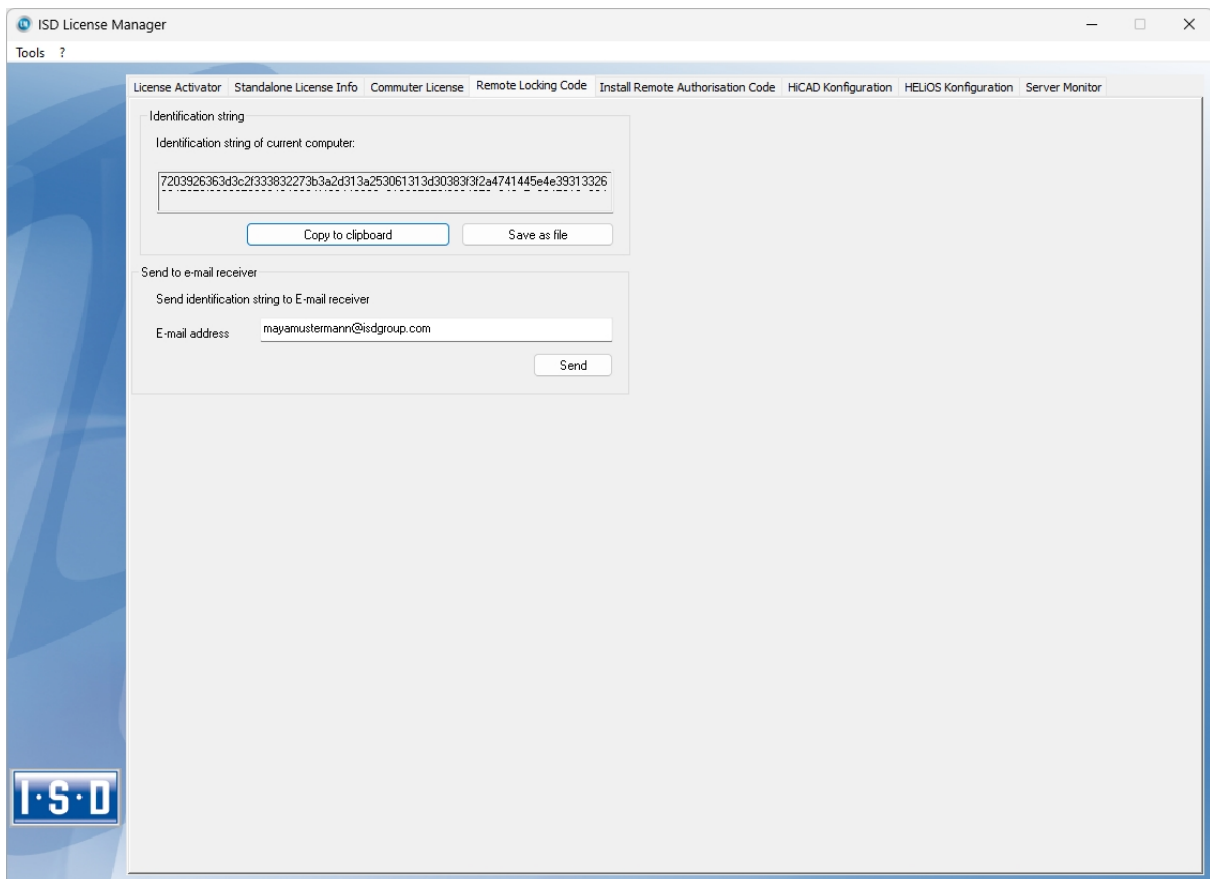 ISD License Manager
Tools ?
License Activator Standalone License Info Commuter License Remote Locking Code Install Remote Authorisation Code HiCAD Konfiguration HELiOS Konfiguration Server Monitor
Identification string
Identification string of current computer:
7203926363d3c2f333832273b3a2d313a253061313d30383f3f2a4741445e4e39313326
Copy to clipboard Save as file
Send to e-mail receiver
Send identification string to E-mail receiver
E-mail address mayamustermann@isdgroup.com
Send
I·S·D